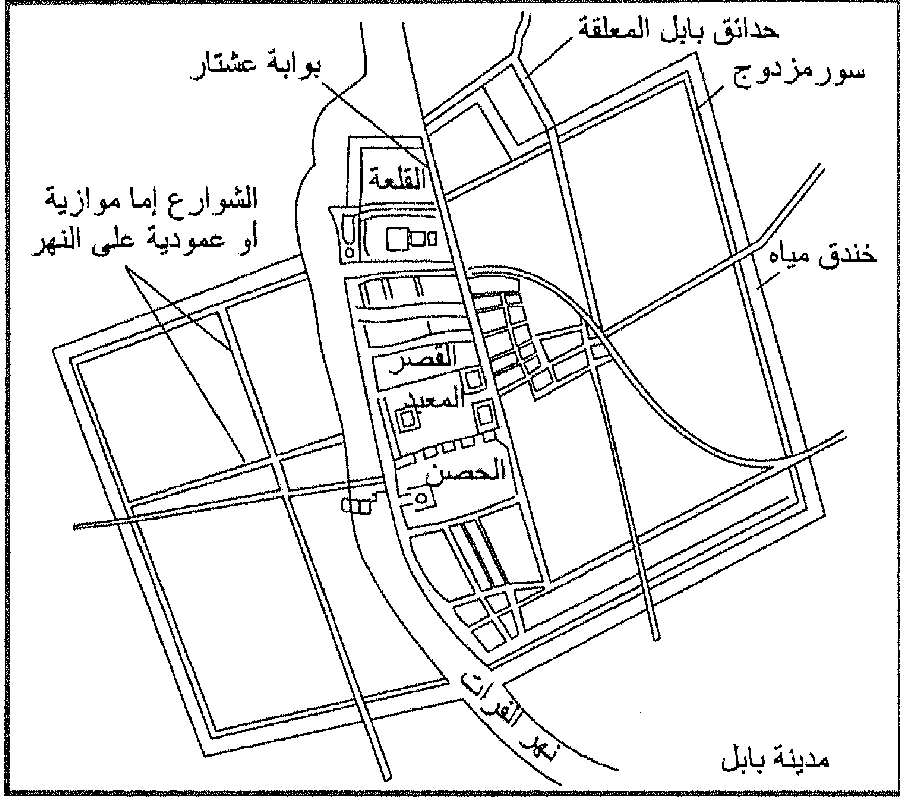 حدائق بابل المعلقة
بوابة عشتار
سور مزدوج
القلعة
الشوارع إما موازية
أو عمودية على النهر
خندق مياه
القصر
المعبد
الحصن
نهر الفرات
مدينة بابل